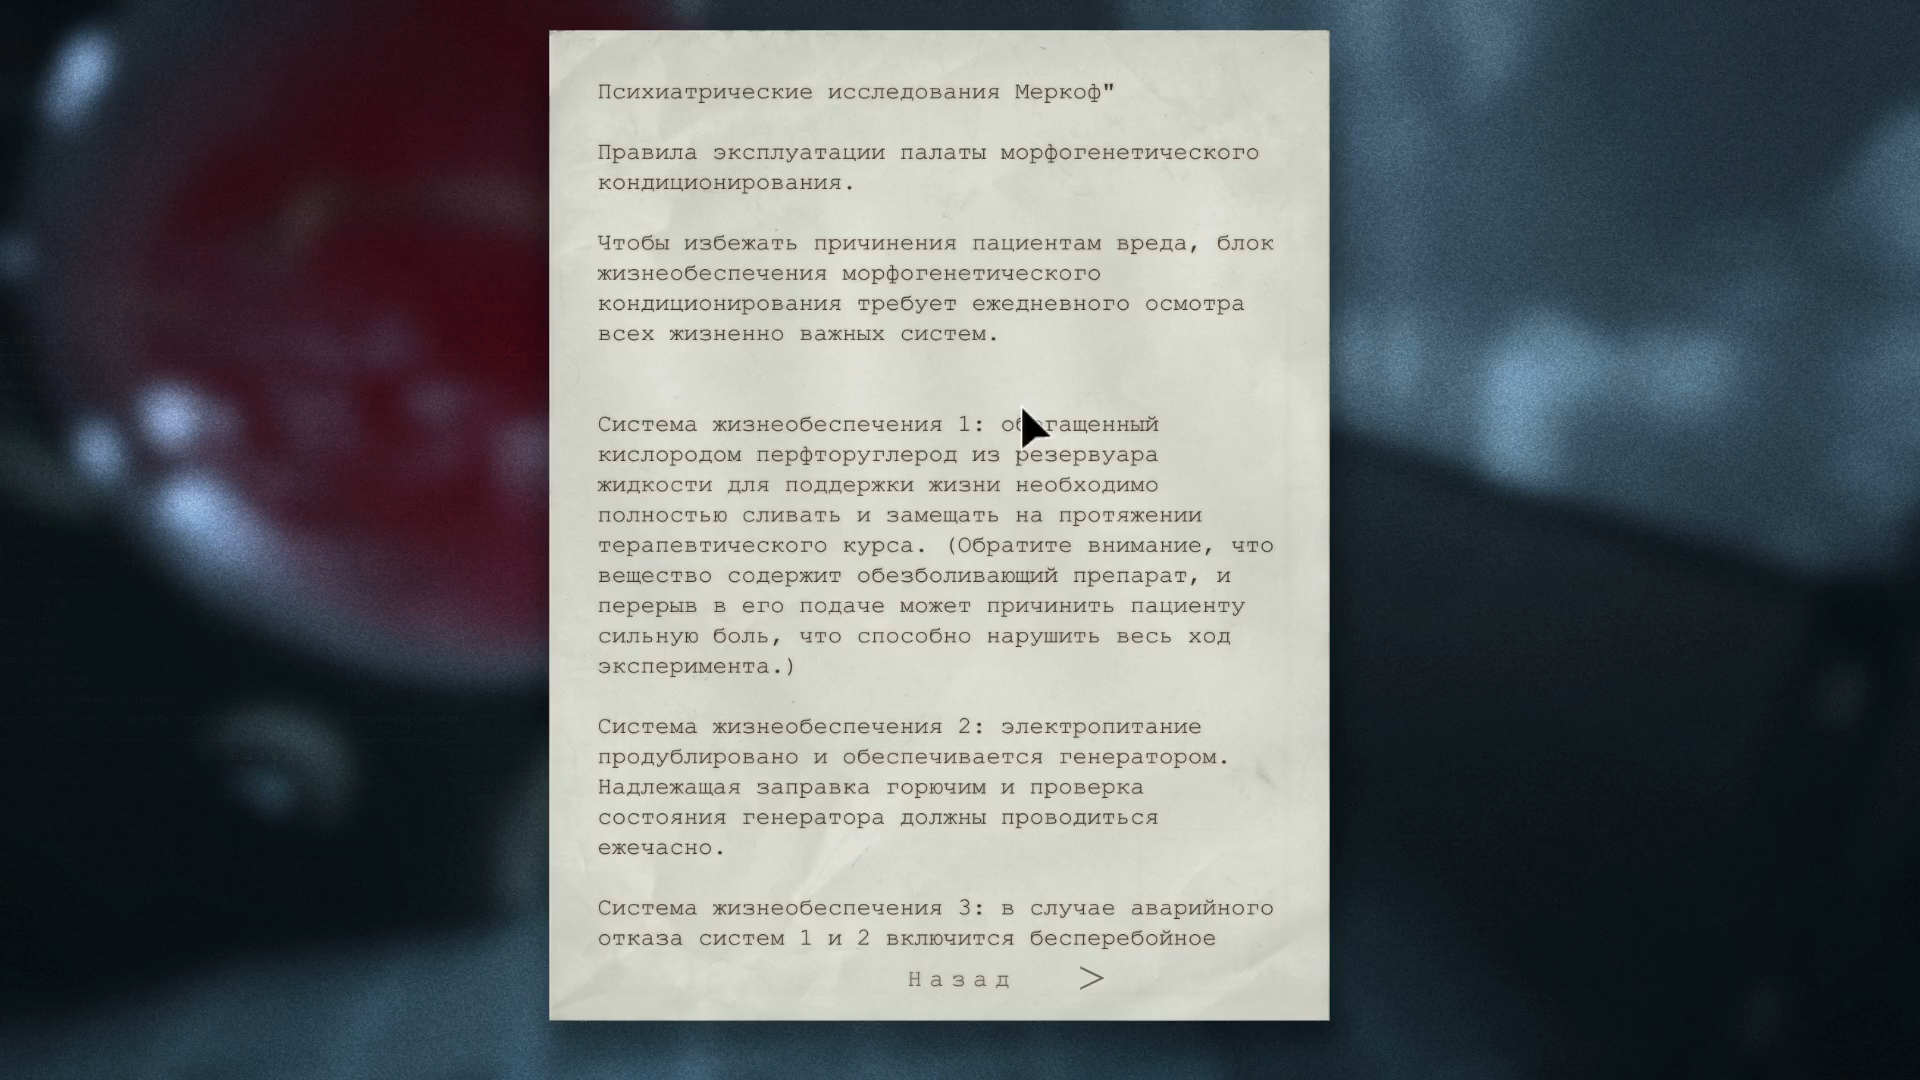 Психиатрические исследования Меркоф"
Правила эксплуатации палаты морфогенетического
кондиционирования.
Чтобы избежать причинения пациентам вреда, блок
жизнеобеспечения морфогенетического
кондиционирования требует ежедневного осмотра
всех жизненно важных систем.
Система жизнеобеспечения 1: обогащенный
кислородом перфторуглерод из резервуара
жидкости для поддержки жизни необходимо
полностью сливать и замещать на протяжении
терапевтического курса. (Обратите внимание, что
вещество содержит обезболивающий препарат, и
перерыв в его подаче может причинить пациенту
сильную боль, что способно нарушить весь ход
эксперимента.)
Система жизнеобеспечения 2: электропитание
продублировано и обеспечивается генератором.
Надлежащая заправка горючим и проверка
состояния генератора должны проводиться
ежечасно.
Система жизнеобеспечения 3: в случае аварийного
отказа систем 1 и 2 включится бесперебойное
Назад >